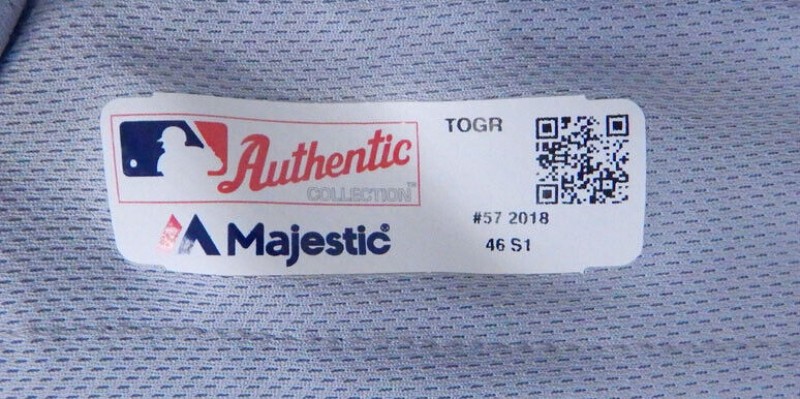 Authentic
COLLECTION™
Majestic®
TOGR
#57 2018
46 S1